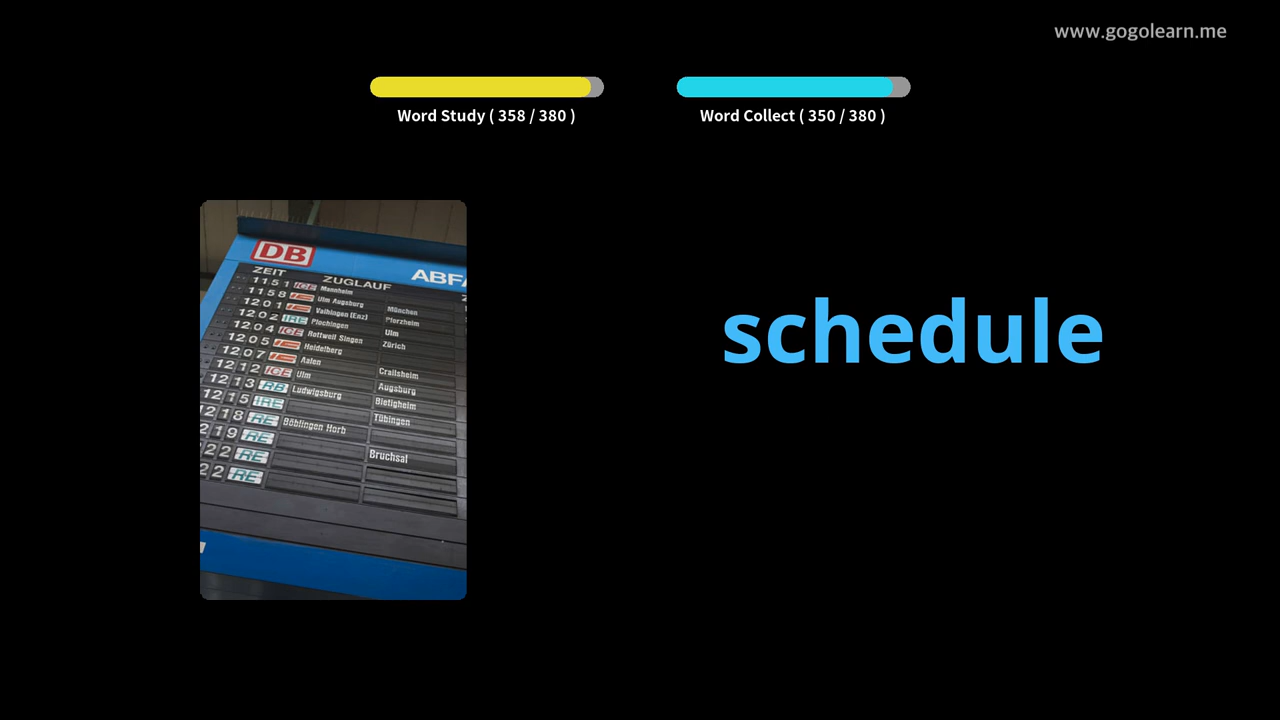 www.gogolearn.me
Word Study ( 358 / 380 )
Word Collect ( 350 / 380 )
DB
ZEIT ZUGLAUF ABFA
1151 ICE Mannheim
1158 Ulm Augsburg München
1201 Vaihingen (Enz) Pforzheim
1202 IRE Plochingen Ulm
1204 ICE Rottweil Singen Zürich
1205 Heidelberg
1207 Aalen Crailsheim
1212 ICE Ulm Augsburg
1213 RB Ludwigsburg Bietigheim
1215 IRE Tübingen
1218 RE Böblingen Horb
219 RE Bruchsal
22 RE
22 RE
schedule